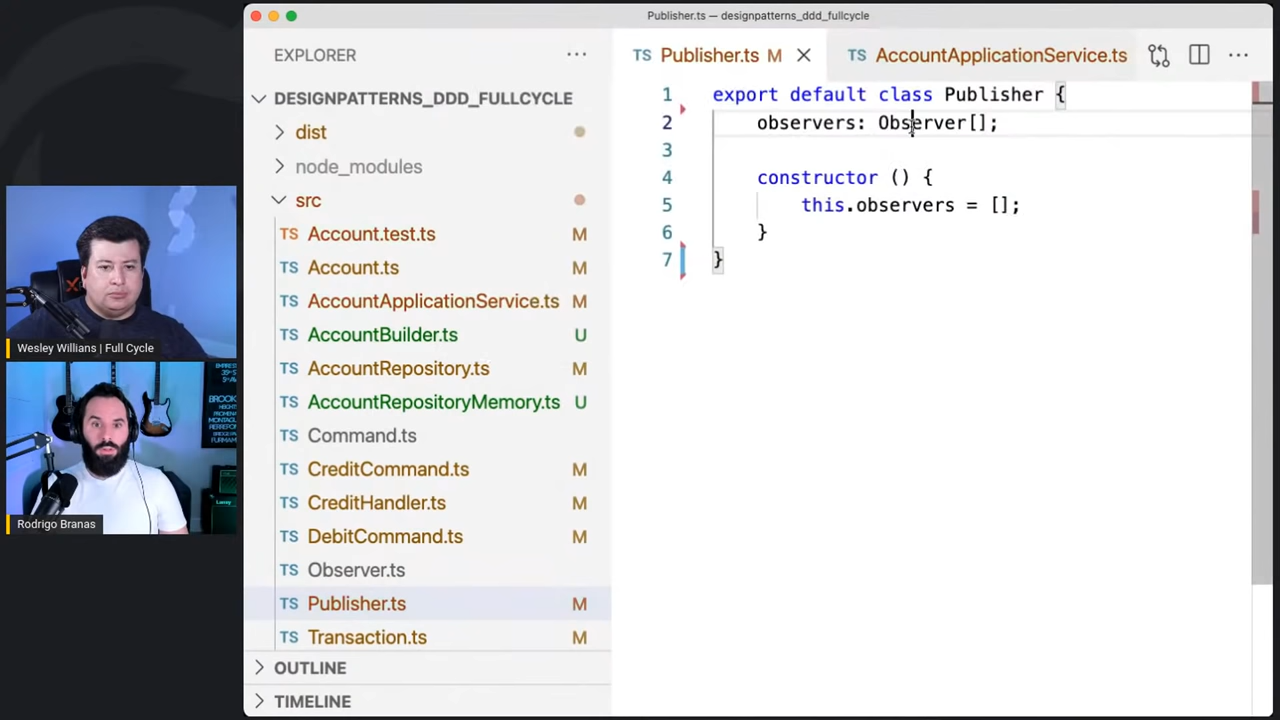 Publisher.ts — designpatterns_ddd_fullcycle
EXPLORER
DESIGNPATTERNS_DDD_FULLCYCLE
dist
node_modules
src
TS Account.test.ts M
TS Account.ts M
TS AccountApplicationService.ts M
TS AccountBuilder.ts U
TS AccountRepository.ts M
TS AccountRepositoryMemory.ts U
TS Command.ts
TS CreditCommand.ts M
TS CreditHandler.ts M
TS DebitCommand.ts M
TS Observer.ts
TS Publisher.ts M
TS Transaction.ts M
OUTLINE
TIMELINE
TS Publisher.ts M
TS AccountApplicationService.ts
1 export default class Publisher {
2 observers: Observer[];
3
4 constructor () {
5 this.observers = [];
6 }
7 }
Wesley Willians | Full Cycle
Rodrigo Branas